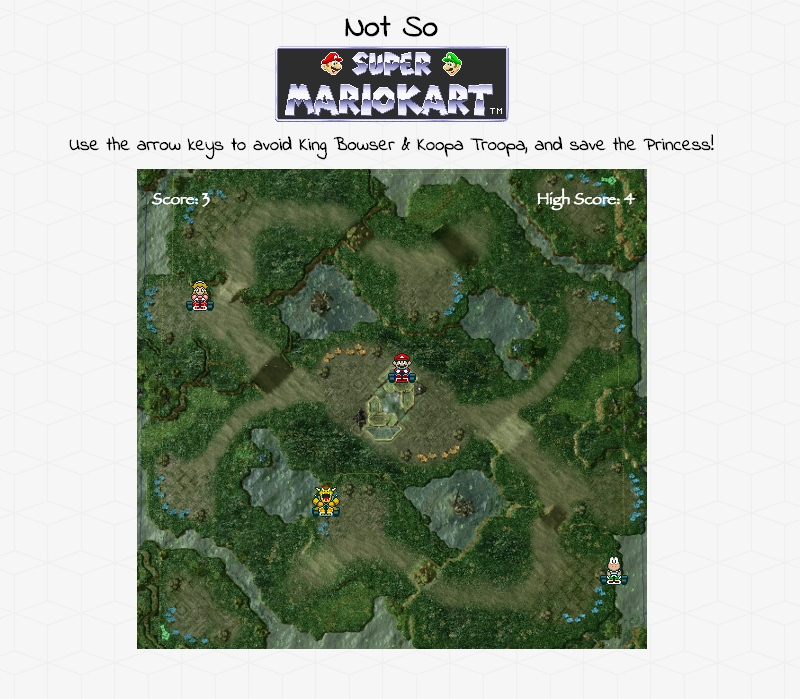 Not So
SUPER
MARIOKART TM
Use the arrow keys to avoid King Bowser & Koopa Troopa, and save the Princess!
Score: 3
High Score: 4